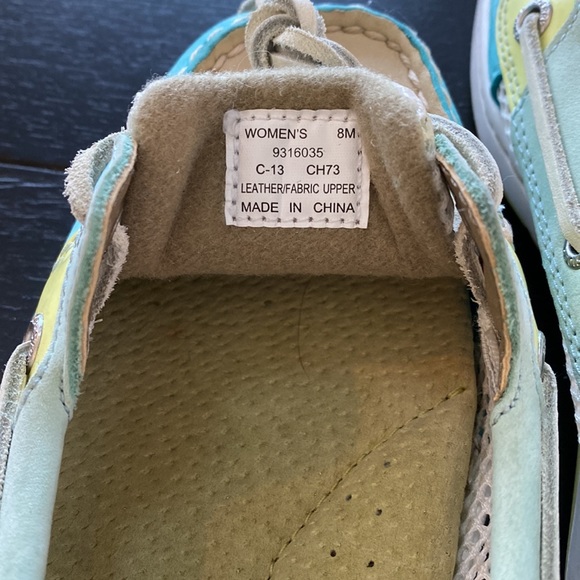 WOMEN'S 8M
9316035
C-13 CH73
LEATHER/FABRIC UPPER
MADE IN CHINA